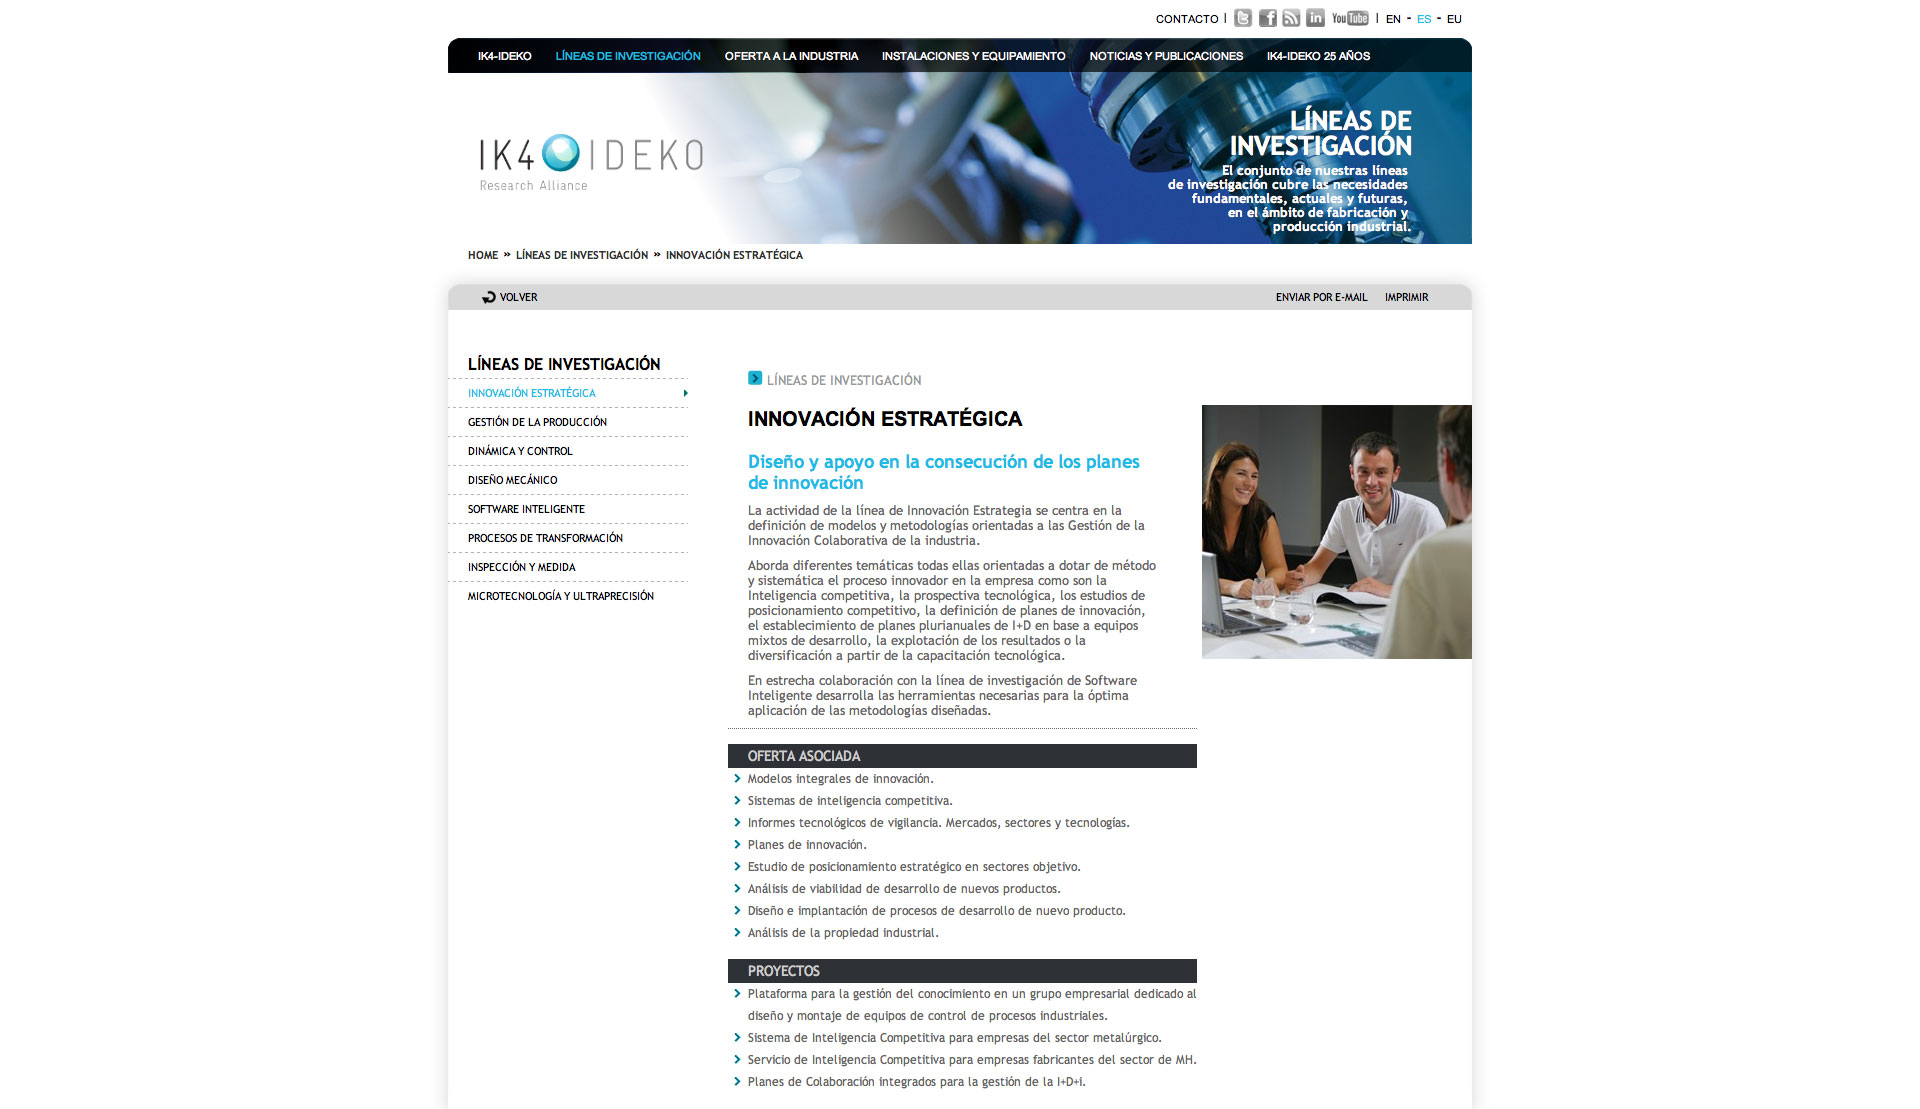 CONTACTO | You Tube | EN - ES - EU
IK4-IDEKO LÍNEAS DE INVESTIGACIÓN OFERTA A LA INDUSTRIA INSTALACIONES Y EQUIPAMIENTO NOTICIAS Y PUBLICACIONES IK4-IDEKO 25 AÑOS
IK4 IDEKO
Research Alliance
LÍNEAS DE
INVESTIGACIÓN
El conjunto de nuestras líneas
de investigación cubre las necesidades
fundamentales, actuales y futuras,
en el ámbito de fabricación y
producción industrial.
HOME » LÍNEAS DE INVESTIGACIÓN » INNOVACIÓN ESTRATÉGICA
VOLVER ENVIAR POR E-MAIL IMPRIMIR
LÍNEAS DE INVESTIGACIÓN
INNOVACIÓN ESTRATÉGICA
GESTIÓN DE LA PRODUCCIÓN
DINÁMICA Y CONTROL
DISEÑO MECÁNICO
SOFTWARE INTELIGENTE
PROCESOS DE TRANSFORMACIÓN
INSPECCIÓN Y MEDIDA
MICROTECNOLOGÍA Y ULTRAPRECISIÓN
LÍNEAS DE INVESTIGACIÓN
INNOVACIÓN ESTRATÉGICA
Diseño y apoyo en la consecución de los planes
de innovación
La actividad de la línea de Innovación Estrategia se centra en la
definición de modelos y metodologías orientadas a las Gestión de la
Innovación Colaborativa de la industria.
Aborda diferentes temáticas todas ellas orientadas a dotar de método
y sistemática el proceso innovador en la empresa como son la
Inteligencia competitiva, la prospectiva tecnológica, los estudios de
posicionamiento competitivo, la definición de planes de innovación,
el establecimiento de planes plurianuales de I+D en base a equipos
mixtos de desarrollo, la explotación de los resultados o la
diversificación a partir de la capacitación tecnológica.
En estrecha colaboración con la línea de investigación de Software
Inteligente desarrolla las herramientas necesarias para la óptima
aplicación de las metodologías diseñadas.
OFERTA ASOCIADA
Modelos integrales de innovación.
Sistemas de inteligencia competitiva.
Informes tecnológicos de vigilancia. Mercados, sectores y tecnologías.
Planes de innovación.
Estudio de posicionamiento estratégico en sectores objetivo.
Análisis de viabilidad de desarrollo de nuevos productos.
Diseño e implantación de procesos de desarrollo de nuevo producto.
Análisis de la propiedad industrial.
PROYECTOS
Plataforma para la gestión del conocimiento en un grupo empresarial dedicado al
diseño y montaje de equipos de control de procesos industriales.
Sistema de Inteligencia Competitiva para empresas del sector metalúrgico.
Servicio de Inteligencia Competitiva para empresas fabricantes del sector de MH.
Planes de Colaboración integrados para la gestión de la I+D+i.